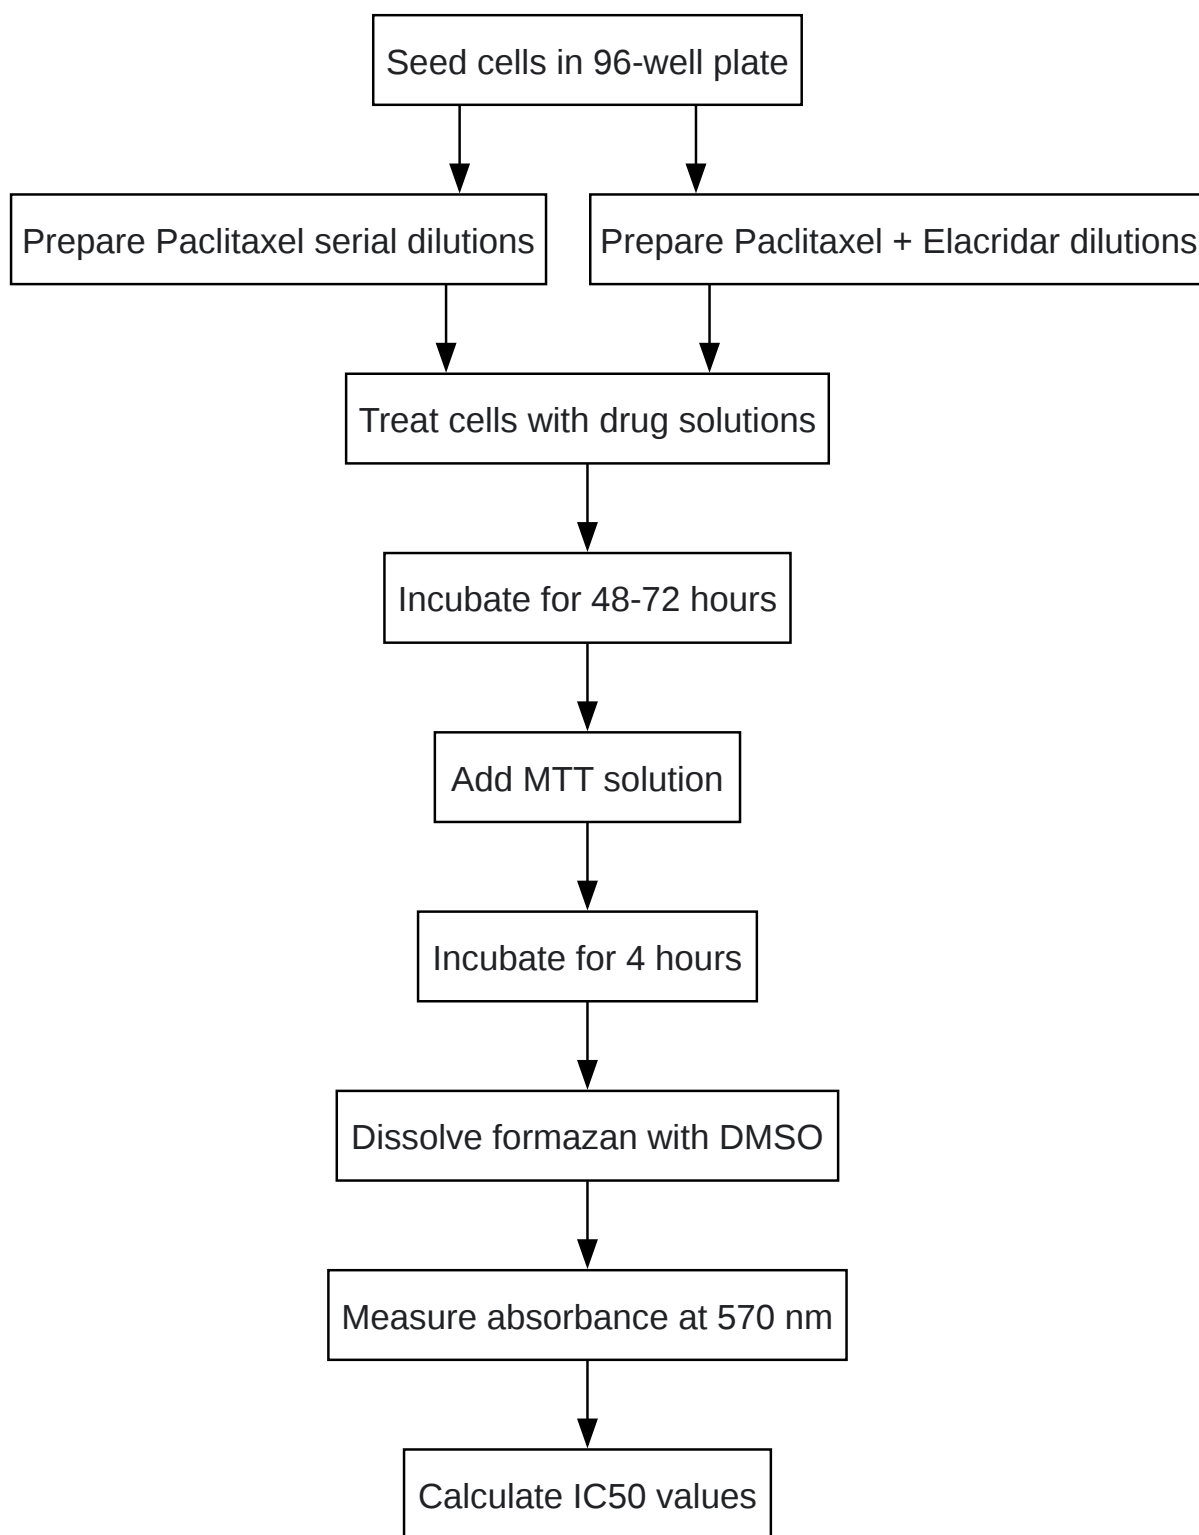 Seed cells in 96-well plate
Prepare Paclitaxel serial dilutions
Prepare Paclitaxel + Elacridar dilutions
Treat cells with drug solutions
Incubate for 48-72 hours
Add MTT solution
Incubate for 4 hours
Dissolve formazan with DMSO
Measure absorbance at 570 nm
Calculate IC50 values